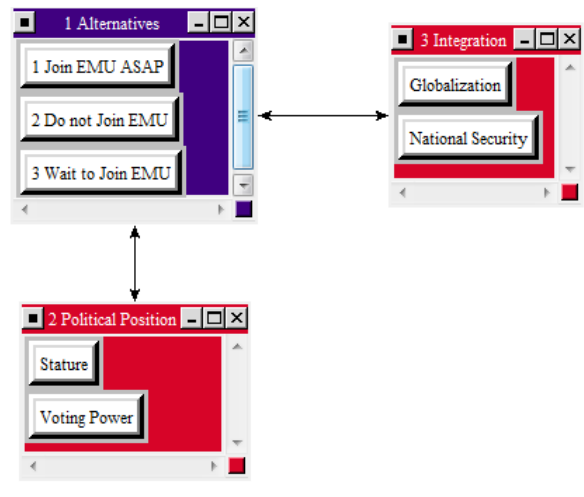 1 Alternatives
1 Join EMU ASAP
2 Do not Join EMU
3 Wait to Join EMU
3 Integration
Globalization
National Security
2 Political Position
Stature
Voting Power